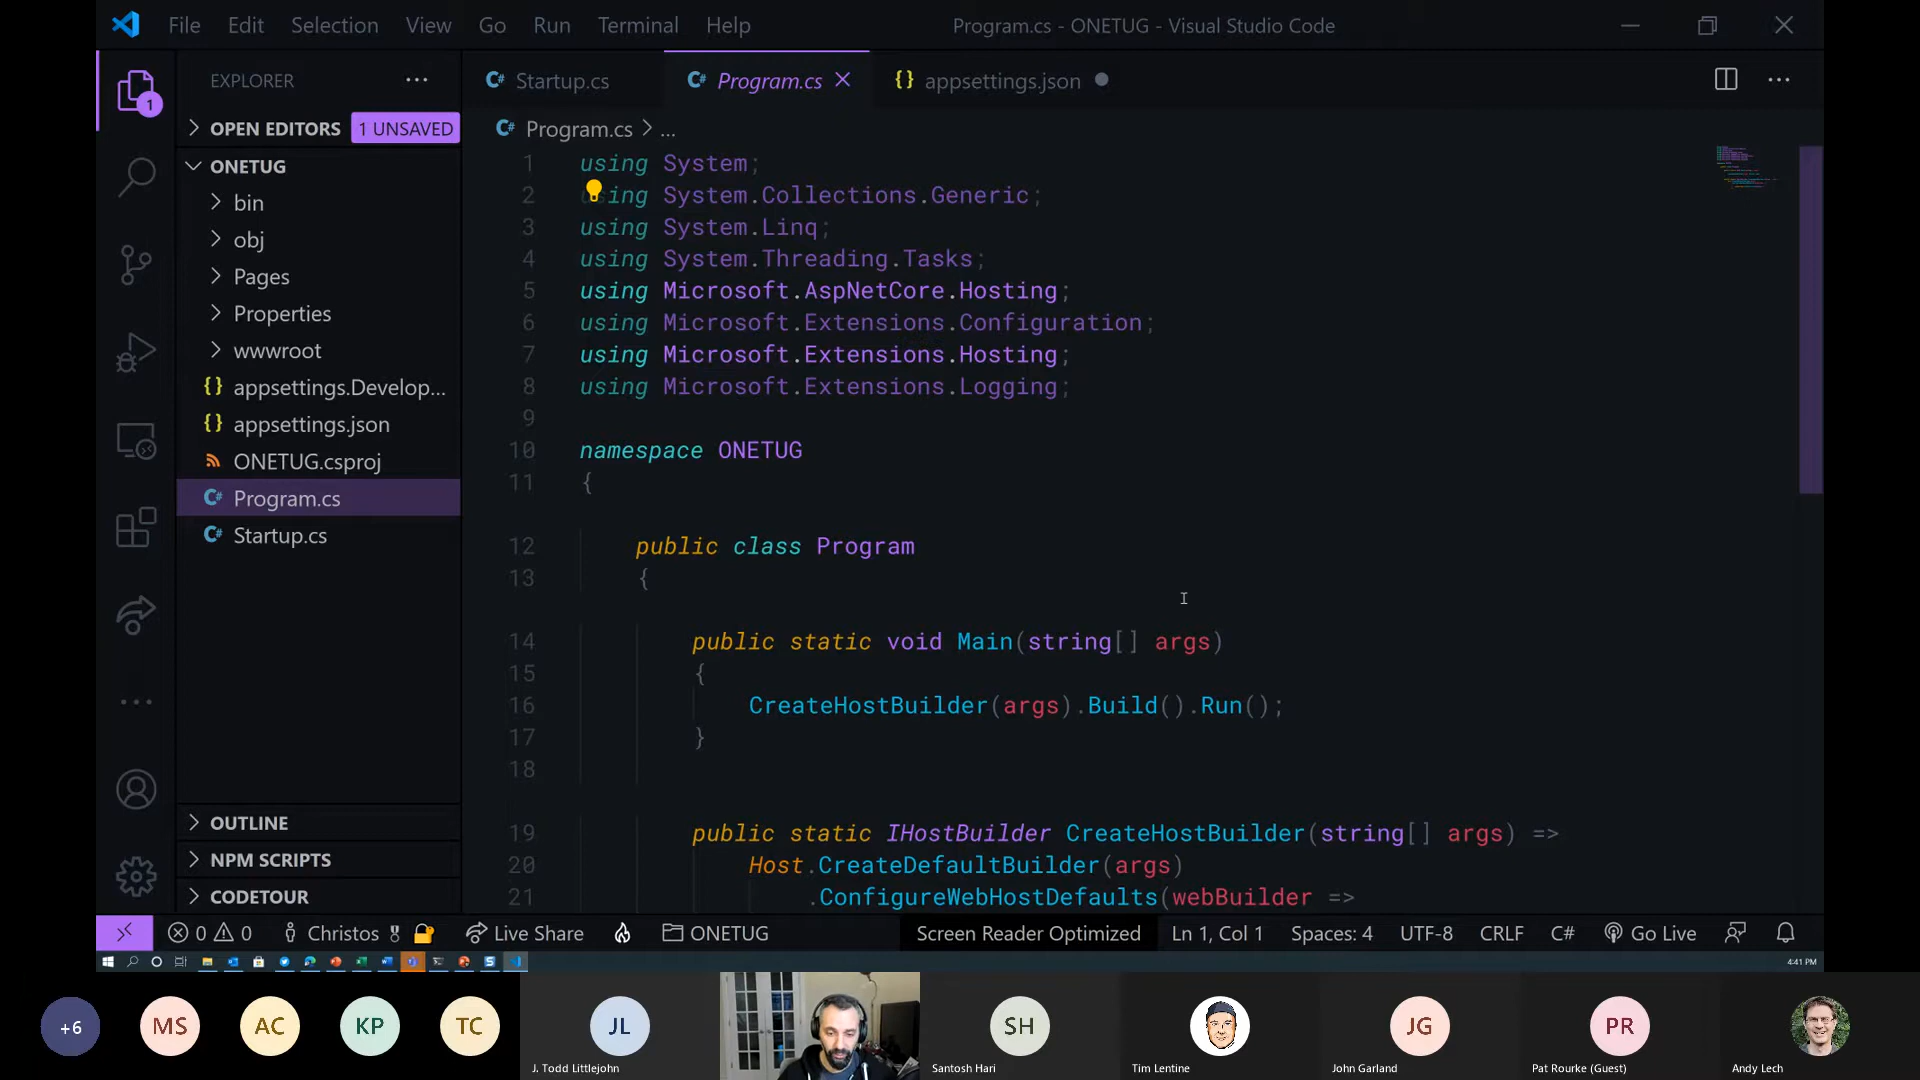 File Edit Selection View Go Run Terminal Help
Program.cs - ONETUG - Visual Studio Code
EXPLORER ...
OPEN EDITORS 1 UNSAVED
1
ONETUG
bin
obj
Pages
Properties
wwwroot
{} appsettings.Develop...
{} appsettings.json
ONETUG.csproj
C# Program.cs
C# Startup.cs
OUTLINE
NPM SCRIPTS
CODETOUR
C# Startup.cs
C# Program.cs
{} appsettings.json
C# Program.cs > ...
1 using System;
2 using System.Collections.Generic;
3 using System.Linq;
4 using System.Threading.Tasks;
5 using Microsoft.AspNetCore.Hosting;
6 using Microsoft.Extensions.Configuration;
7 using Microsoft.Extensions.Hosting;
8 using Microsoft.Extensions.Logging;
9
10 namespace ONETUG
11 {
12 public class Program
13 {
14 public static void Main(string[] args)
15 {
16 CreateHostBuilder(args).Build().Run();
17 }
18
19 public static IHostBuilder CreateHostBuilder(string[] args) =>
20 Host.CreateDefaultBuilder(args)
21 .ConfigureWebHostDefaults(webBuilder =>
0 0 Christos Live Share ONETUG Screen Reader Optimized Ln 1, Col 1 Spaces: 4 UTF-8 CRLF C# Go Live
4:41 PM
+6 MS AC KP TC JL SH JG PR
J. Todd Littlejohn
Santosh Hari
Tim Lentine
John Garland
Pat Rourke (Guest)
Andy Lech